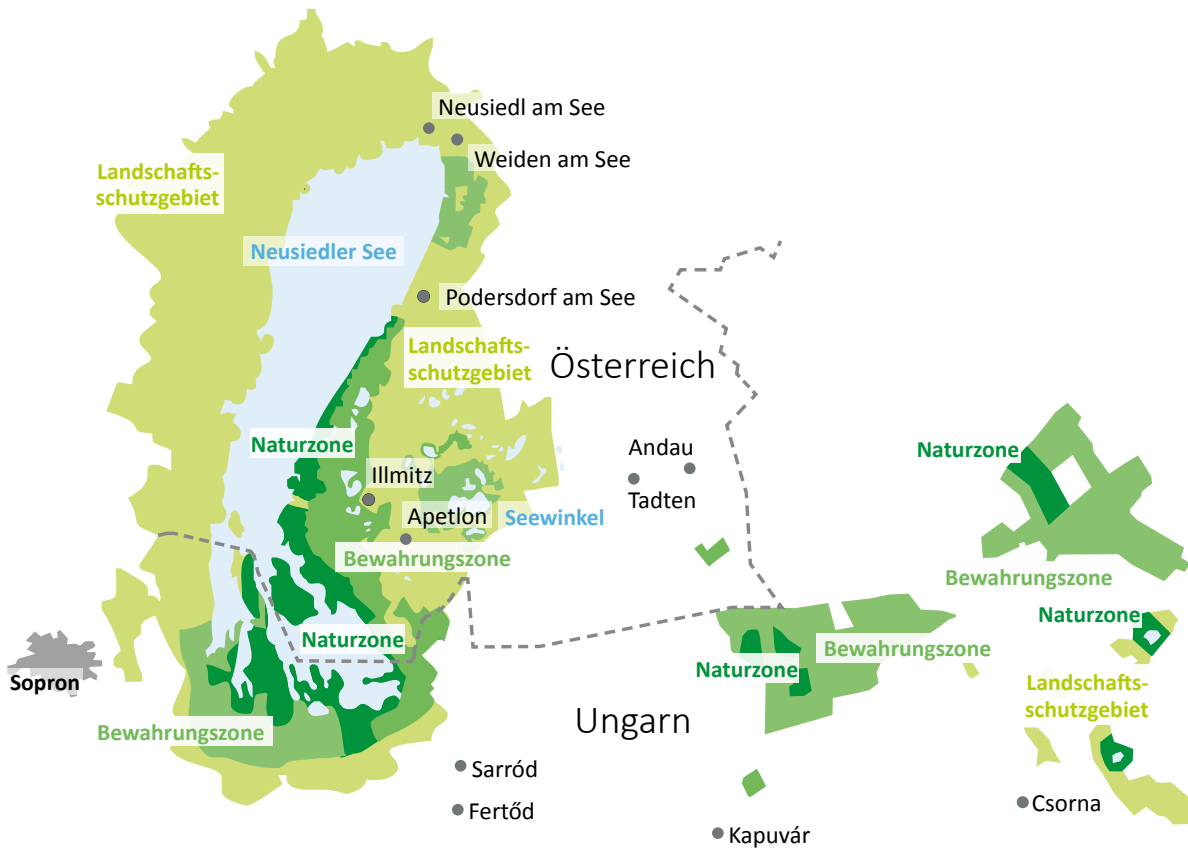 Neusiedl am See
Weiden am See
Landschafts-
schutzgebiet
Neusiedler See
Podersdorf am See
Landschafts-
schutzgebiet
Österreich
Naturzone
Andau
Naturzone
Illmitz
Tadten
Apetlon
Seewinkel
Bewahrungszone
Bewahrungszone
Naturzone
Naturzone
Bewahrungszone
Naturzone
Sopron
Landschafts-
schutzgebiet
Ungarn
Bewahrungszone
Sarród
Csorna
Fertőd
Kapuvár